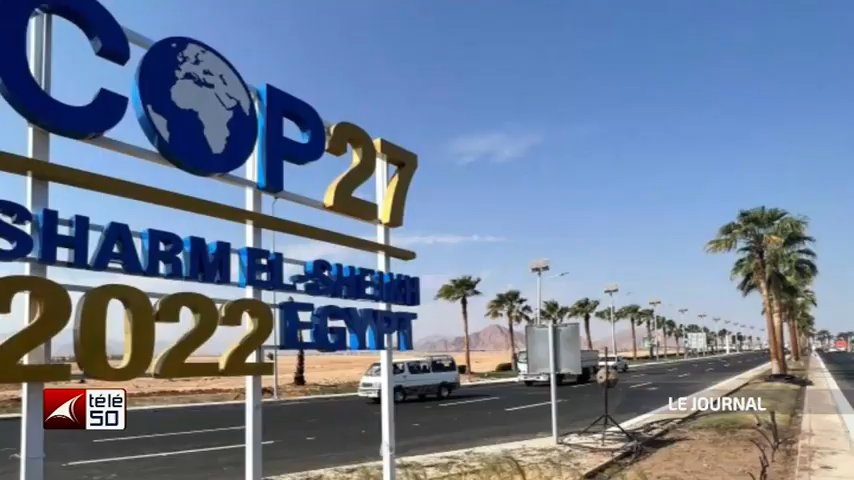 COP27
SHARM EL-SHEIKH
2022 EGYPT
télé
50
LE JOURNAL